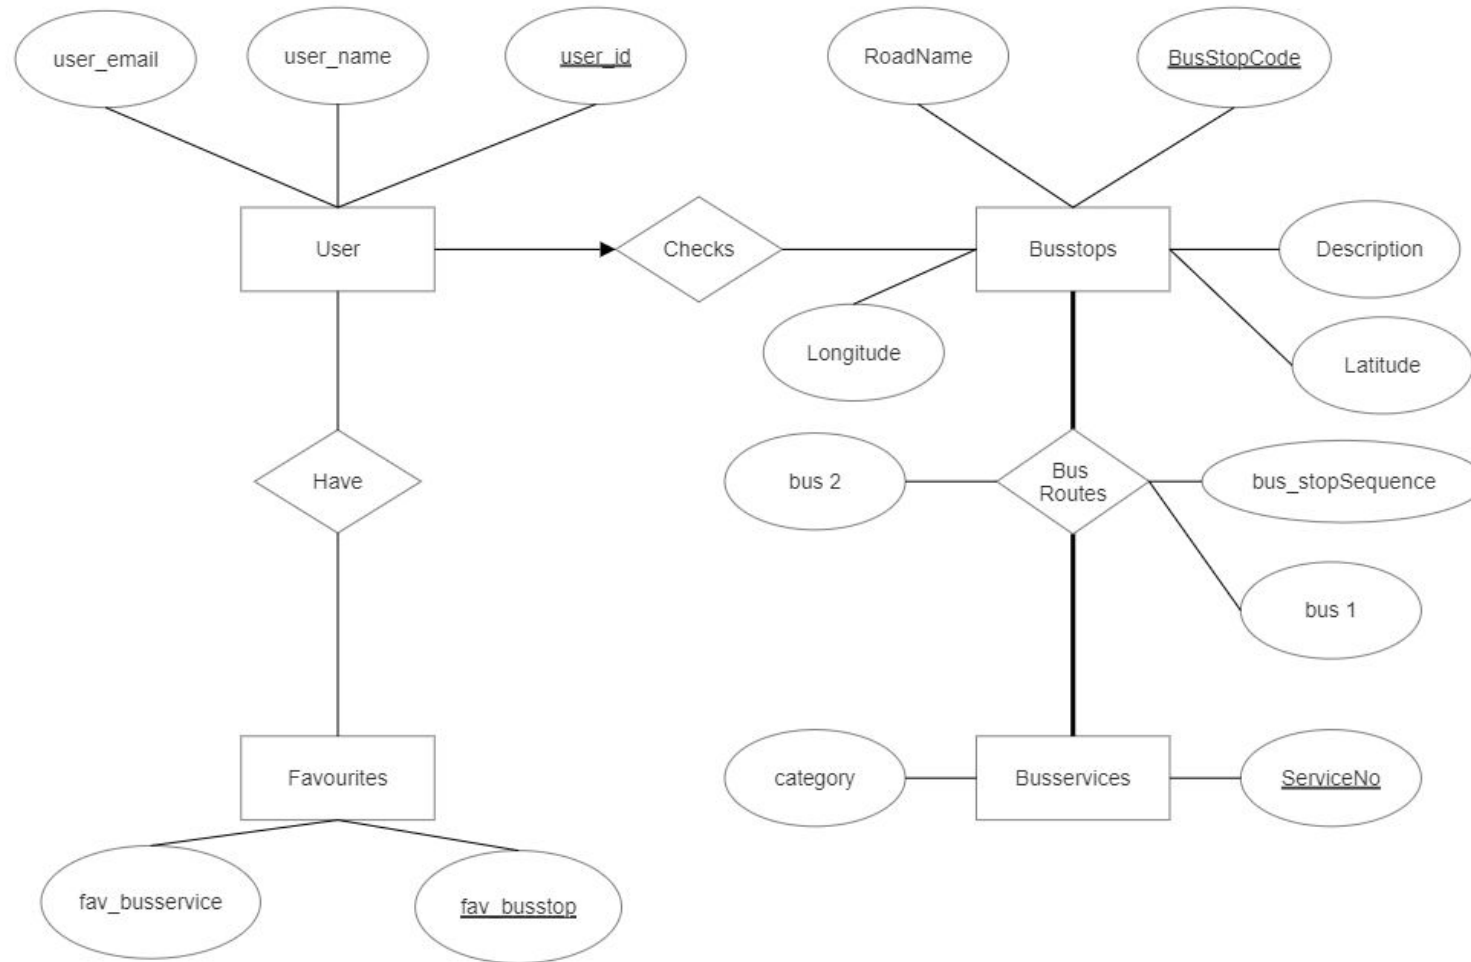 user_email
user_name
user_id
RoadName
BusStopCode
User
Checks
Busstops
Description
Longitude
Latitude
Have
bus 2
Bus
Routes
bus_stopSequence
bus 1
Favourites
category
Busservices
ServiceNo
fav_busservice
fav_busstop